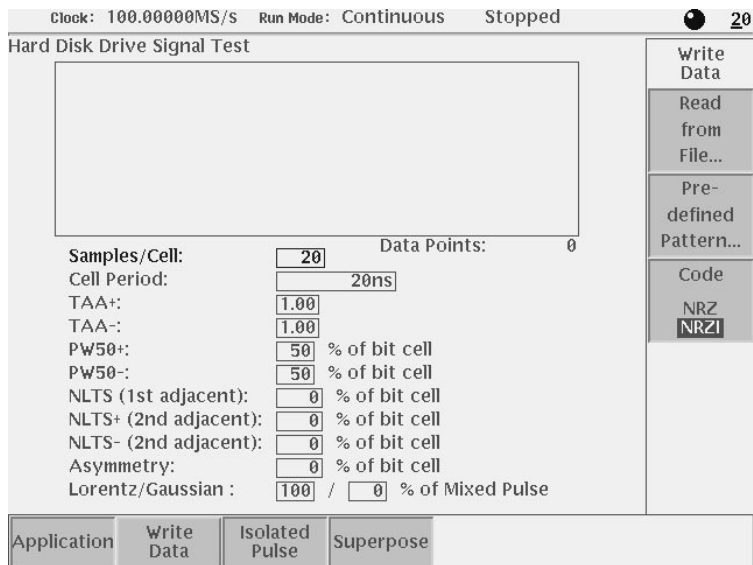 Clock: 100.00000MS/s Run Mode: Continuous Stopped 20
Hard Disk Drive Signal Test
Data Points: 0
Samples/Cell: 20
Cell Period: 20ns
TAA+: 1.00
TAA-: 1.00
PW50+: 50 % of bit cell
PW50-: 50 % of bit cell
NLTS (1st adjacent): 0 % of bit cell
NLTS+ (2nd adjacent): 0 % of bit cell
NLTS- (2nd adjacent): 0 % of bit cell
Asymmetry: 0 % of bit cell
Lorentz/Gaussian : 100 / 0 % of Mixed Pulse
Write
Data
Read
from
File...
Pre-
defined
Pattern...
Code
NRZ
NRZI
Application
Write
Data
Isolated
Pulse
Superpose